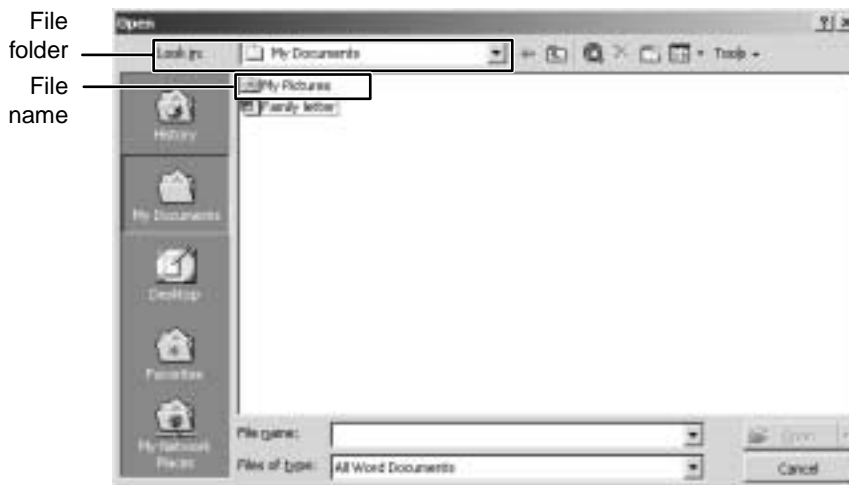 File
folder
File
name
Open
Look in:
My Documents
Tools
My Pictures
Family letter
History
My Documents
Desktop
Favorites
My Network
Places
File name:
Open
Files of type:
All Word Documents
Cancel